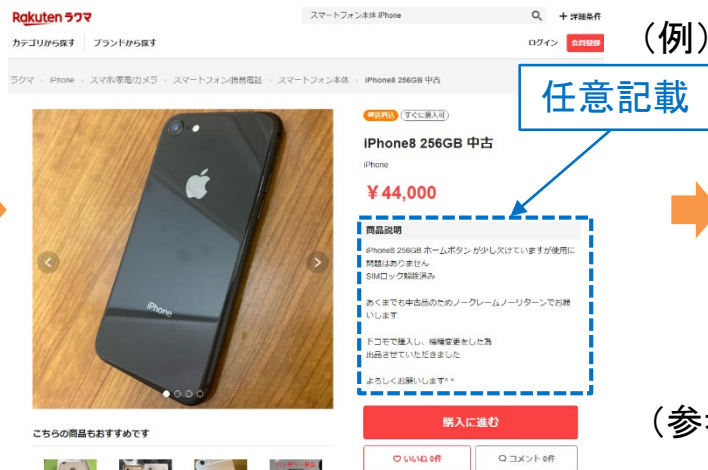 Rakuten ラクマ
スマートフォン本体 iPhone
+ 詳細条件
カテゴリから探す ブランドから探す
ログイン 会員登録
(例)
ラクマ › iPhone › スマホ/家電/カメラ › スマートフォン/携帯電話 › スマートフォン本体 › iPhone8 256GB 中古
任意記載
送料込 すぐに購入可
iPhone8 256GB 中古
iPhone
¥44,000
商品説明
iPhone8 256GB ホームボタン が少し欠けていますが使用に
問題はありません
SIMロック解除済み
あくまでも中古品のためノークレームノーリターンでお願
いします
ドコモで購入し、機種変更をした為
出品させていただきました
よろしくお願いします^ ^
iPhone
購入に進む
(参
こちらの商品もおすすめです
いいね 0件
コメント 0件